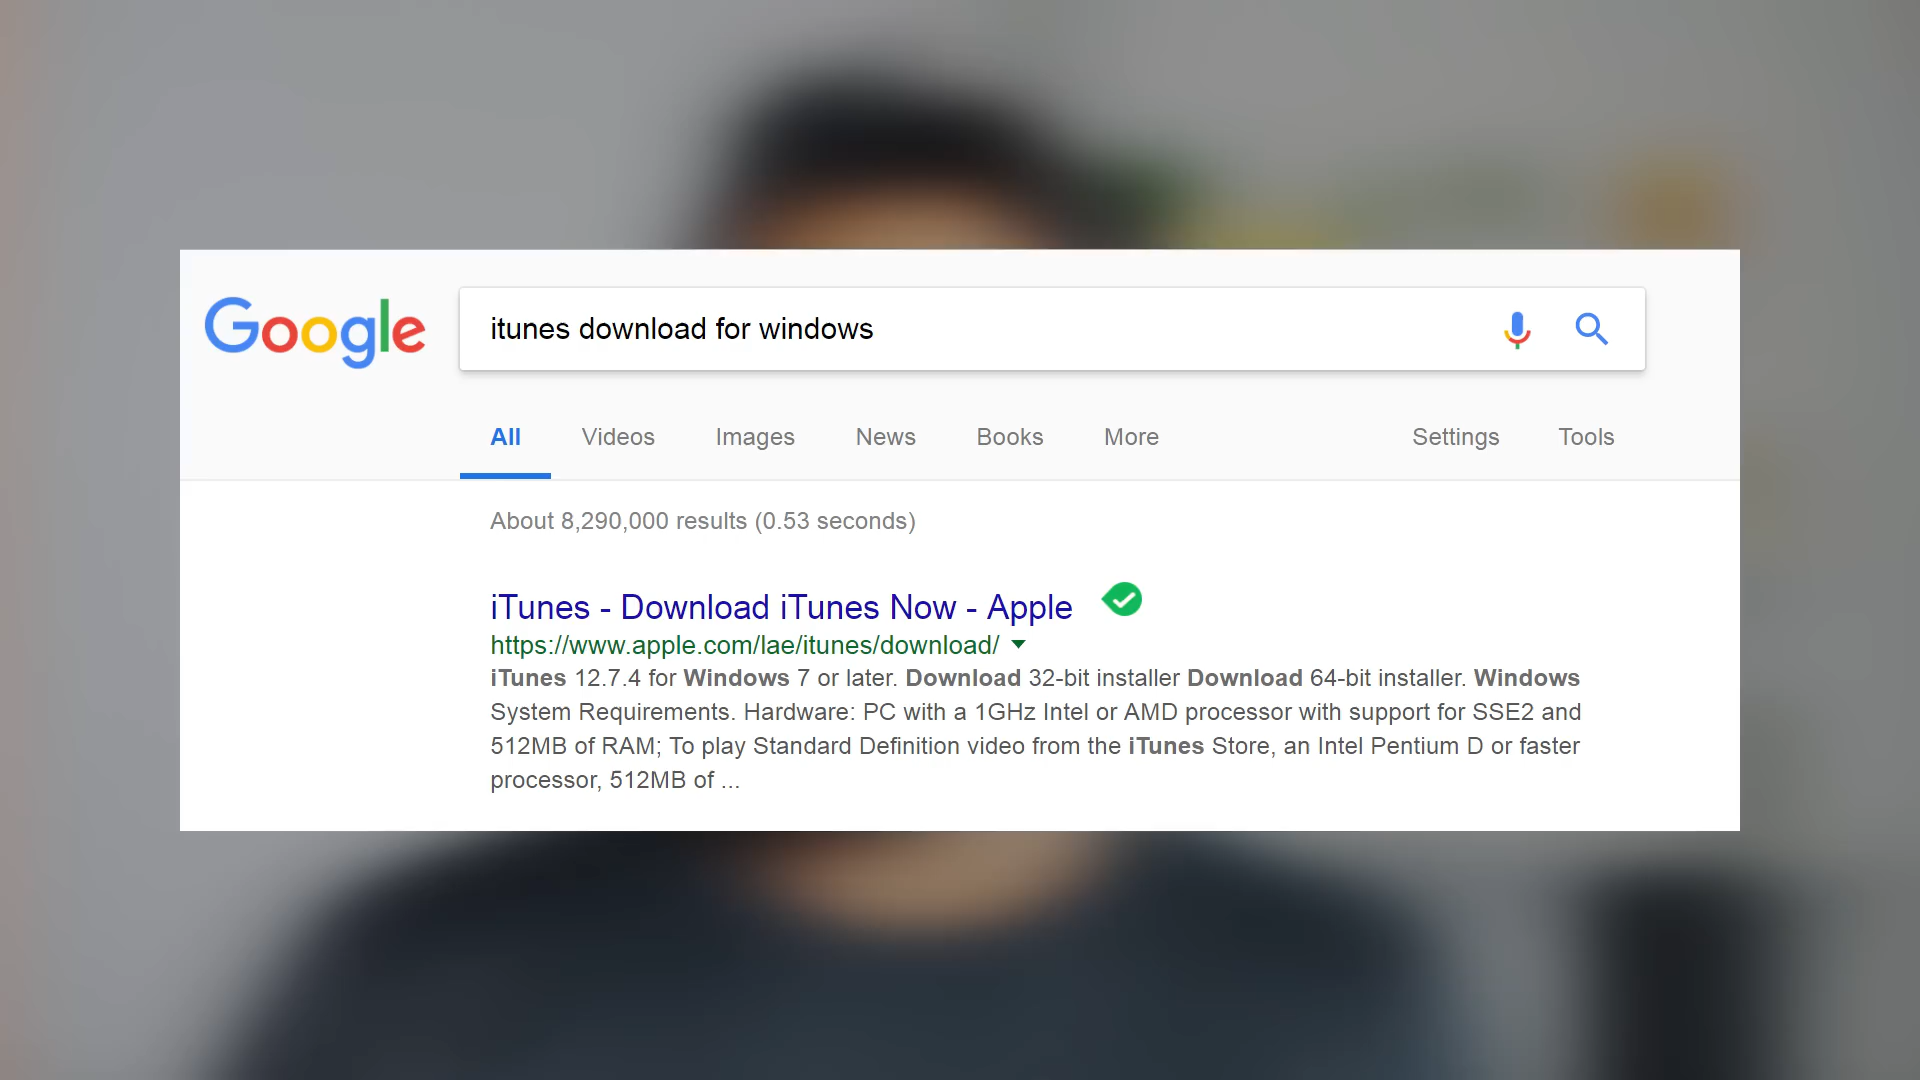 Google
itunes download for windows
All Videos Images News Books More Settings Tools
About 8,290,000 results (0.53 seconds)
iTunes - Download iTunes Now - Apple
https://www.apple.com/lae/itunes/download/
iTunes 12.7.4 for Windows 7 or later. Download 32-bit installer Download 64-bit installer. Windows
System Requirements. Hardware: PC with a 1GHz Intel or AMD processor with support for SSE2 and
512MB of RAM; To play Standard Definition video from the iTunes Store, an Intel Pentium D or faster
processor, 512MB of ...